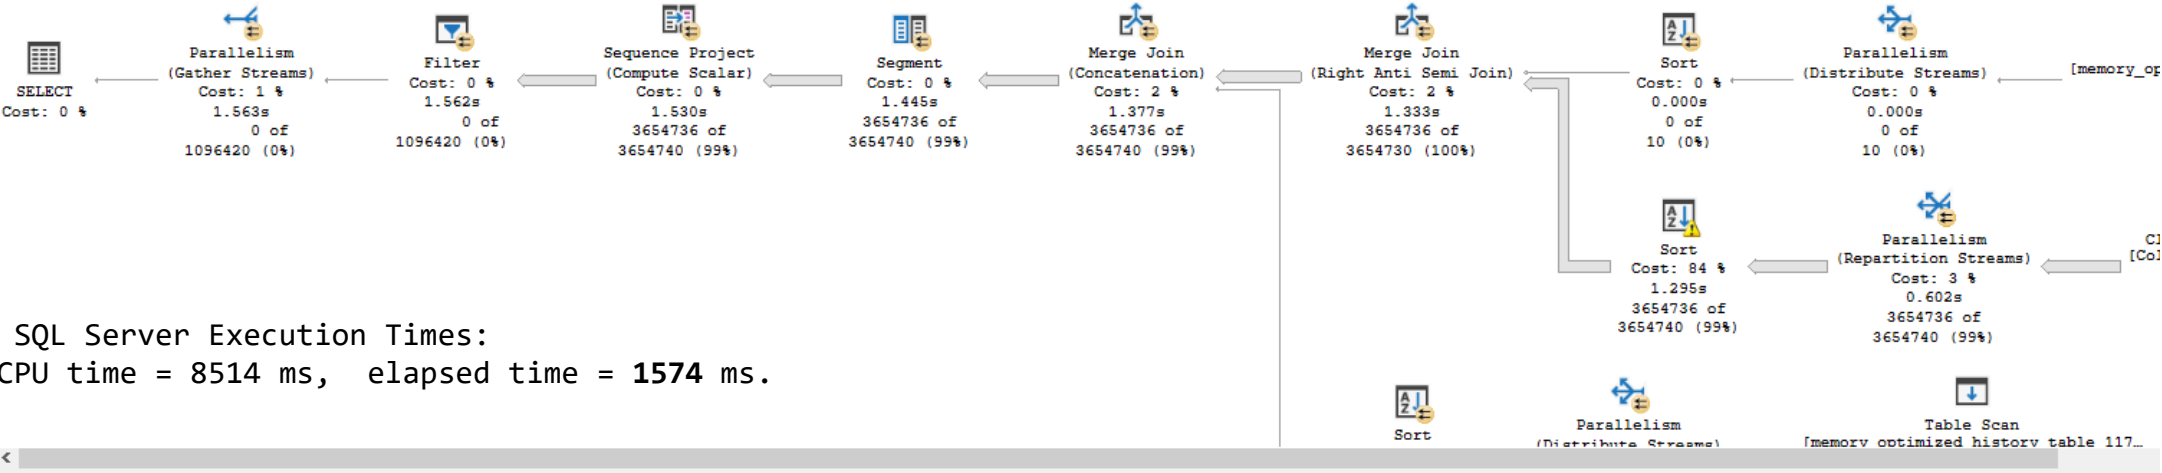 SELECT
Cost: 0 %
Parallelism
(Gather Streams)
Cost: 1 %
1.563s
0 of
1096420 (0%)
Filter
Cost: 0 %
1.562s
0 of
1096420 (0%)
Sequence Project
(Compute Scalar)
Cost: 0 %
1.530s
3654736 of
3654740 (99%)
Segment
Cost: 0 %
1.445s
3654736 of
3654740 (99%)
Merge Join
(Concatenation)
Cost: 2 %
1.377s
3654736 of
3654740 (99%)
Merge Join
(Right Anti Semi Join)
Cost: 2 %
1.333s
3654736 of
3654730 (100%)
Sort
Cost: 0 %
0.000s
0 of
10 (0%)
Parallelism
(Distribute Streams)
Cost: 0 %
0.000s
0 of
10 (0%)
[memory_op
Sort
Cost: 84 %
1.295s
3654736 of
3654740 (99%)
Parallelism
(Repartition Streams)
Cost: 3 %
0.602s
3654736 of
3654740 (99%)
Cl
[Col
SQL Server Execution Times:
CPU time = 8514 ms, elapsed time = 1574 ms.
Sort
Parallelism
(Distribute Streams)
Table Scan
[memory_optimized_history_table_117…